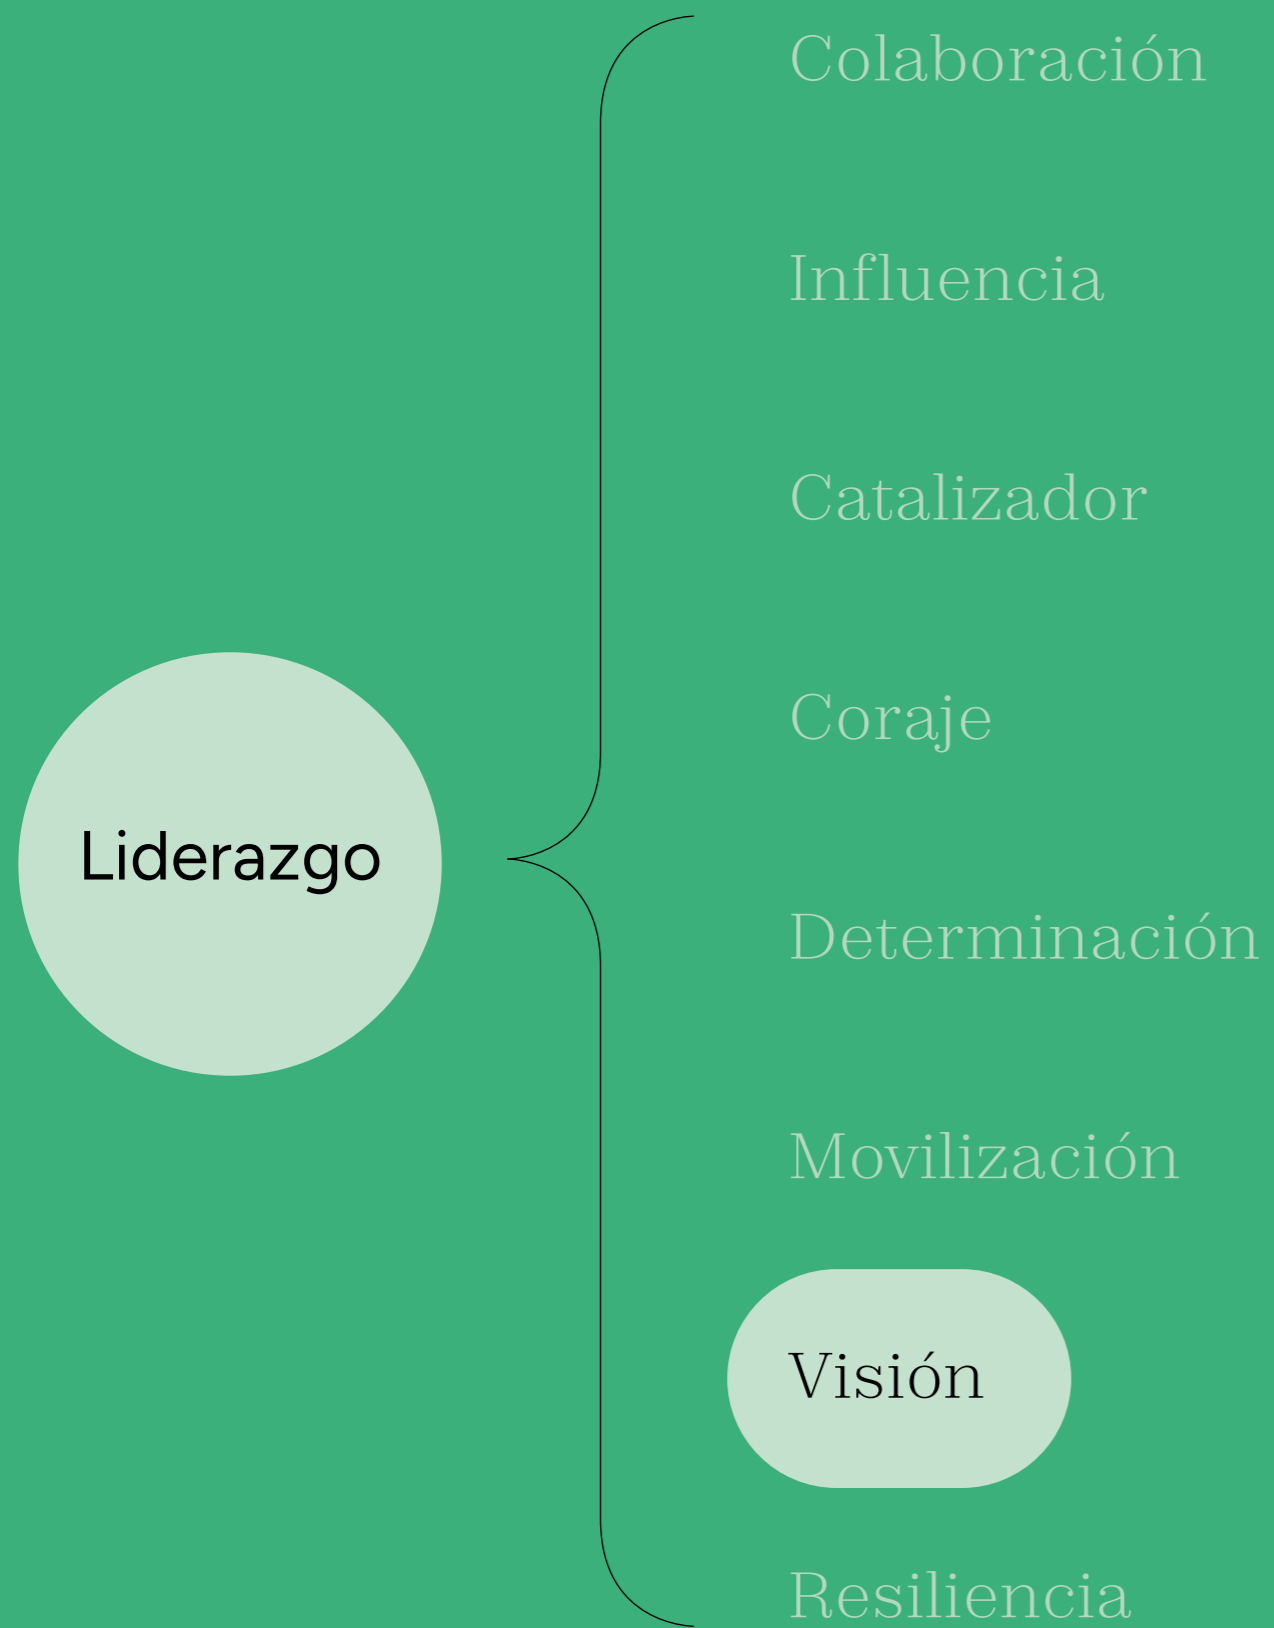 Liderazgo
Colaboración
Influencia
Catalizador
Coraje
Determinación
Movilización
Visión
Resiliencia